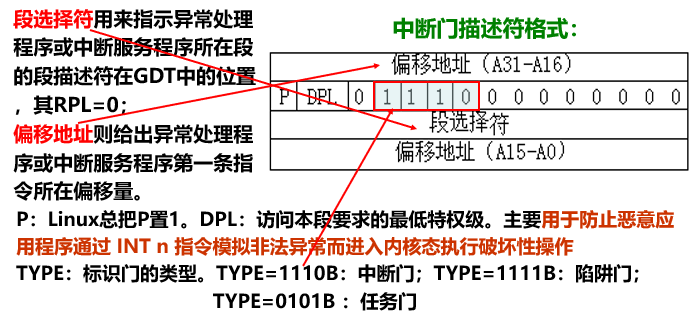 段选择符用来指示异常处理
程序或中断服务程序所在段
的段描述符在GDT中的位置
，其RPL=0；
偏移地址则给出异常处理程
序或中断服务程序第一条指
令所在偏移量。
中断门描述符格式：
偏移地址（A31-A16）
P DPL 0 1 1 1 0 0 0 0 0 0 0 0 0
段选择符
偏移地址（A15-A0）
P：Linux总把P置1。DPL：访问本段要求的最低特权级。主要用于防止恶意应
用程序通过 INT n 指令模拟非法异常而进入内核态执行破坏性操作
TYPE：标识门的类型。TYPE=1110B：中断门；TYPE=1111B：陷阱门；
TYPE=0101B ：任务门